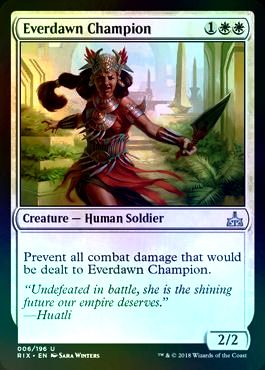 Everdawn Champion 1
Creature — Human Soldier
Prevent all combat damage that
would be dealt to Everdawn Champion.
“Undefeated in battle, she is the shining
future our empire deserves.”
—Huatli
2/2
006/196 U
RIX • EN Sara Winters
™ & © 2018 Wizards of the Coast